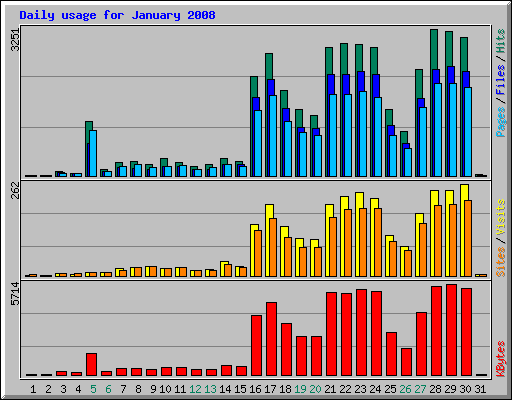 Daily usage for January 2008
3251
Pages / Files / Hits
262
Sites / Visits
5714
KBytes
1 2 3 4 5 6 7 8 9 10 11 12 13 14 15 16 17 18 19 20 21 22 23 24 25 26 27 28 29 30 31